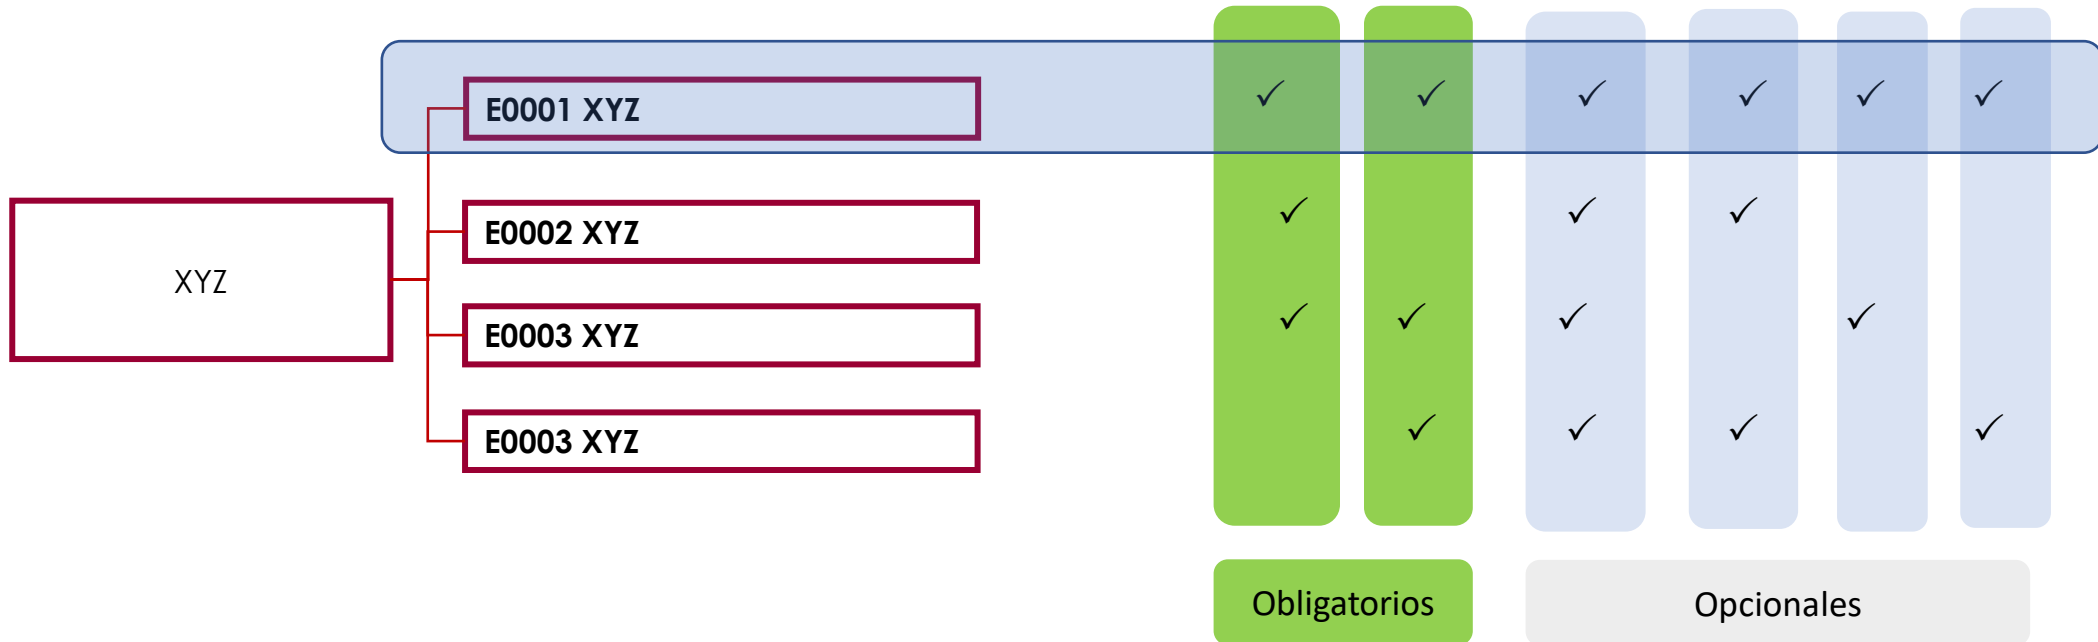 E0001 XYZ ✓ ✓ ✓ ✓ ✓ ✓
E0002 XYZ ✓ ✓ ✓
XYZ
E0003 XYZ ✓ ✓ ✓ ✓
E0003 XYZ ✓ ✓ ✓ ✓
Obligatorios
Opcionales